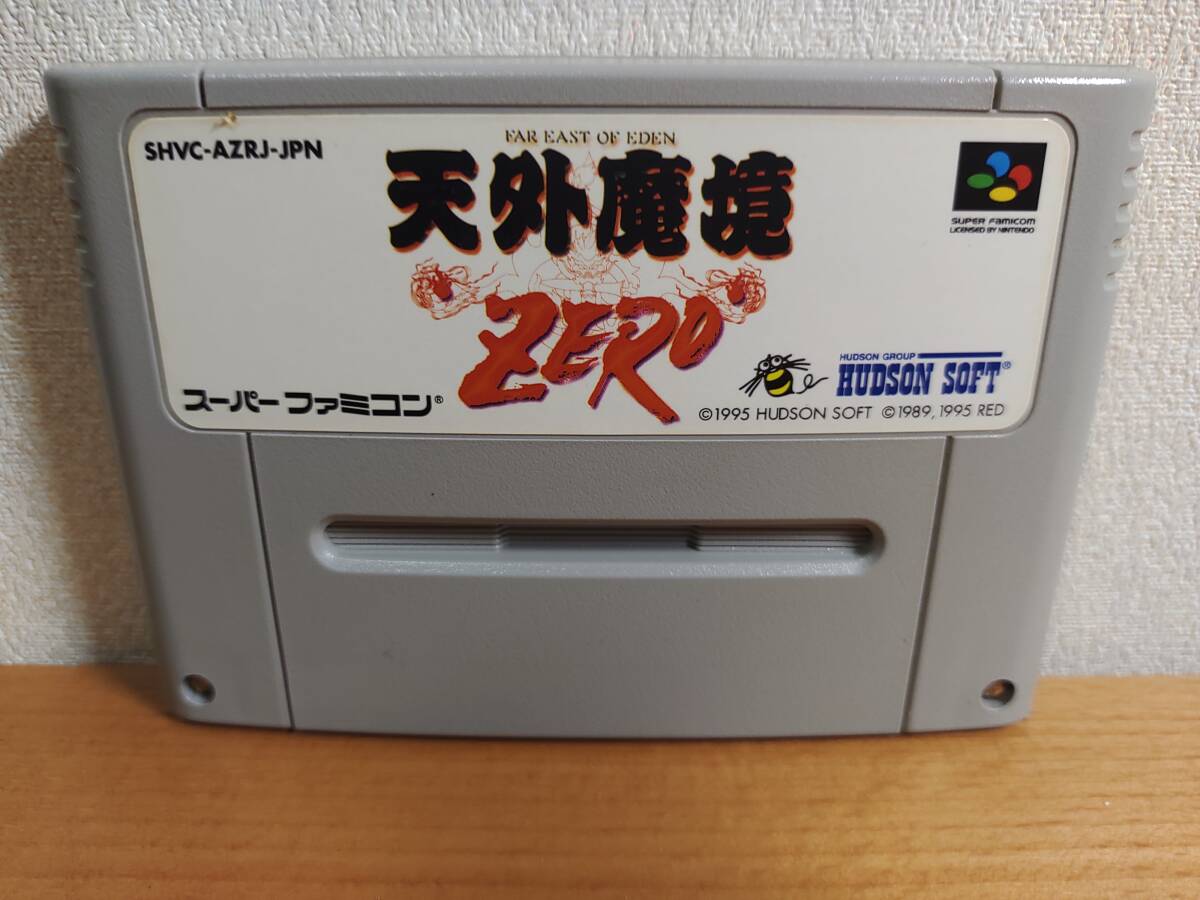 SHVC-AZRJ-JPN
FAR EAST OF EDEN
天外魔境
ZERO
SUPER FAMICOM
LICENSED BY NINTENDO
スーパーファミコン®
HUDSON GROUP
HUDSON SOFT®
©1995 HUDSON SOFT ©1989, 1995 RED